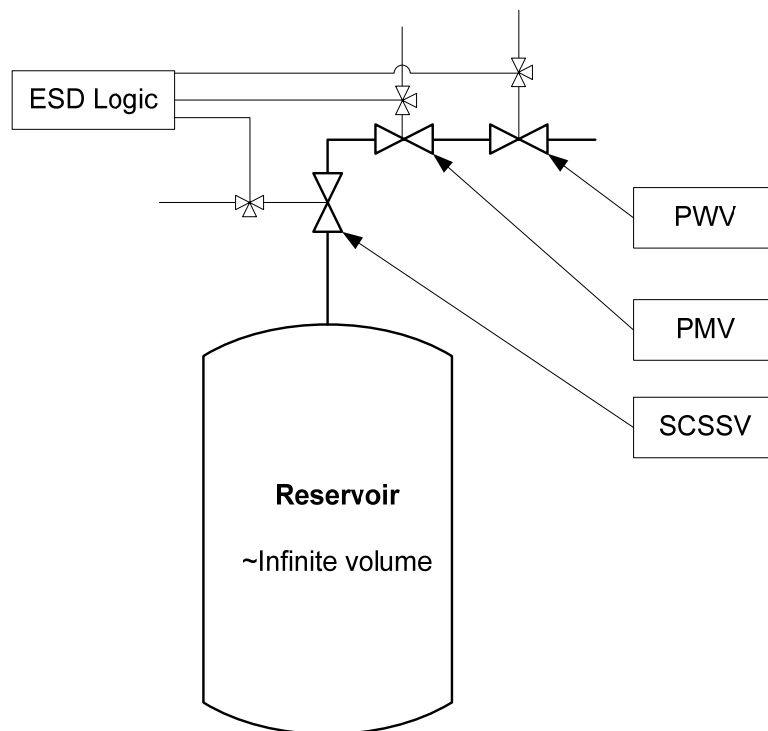 ESD Logic
PWV
PMV
SCSSV
Reservoir
~Infinite volume